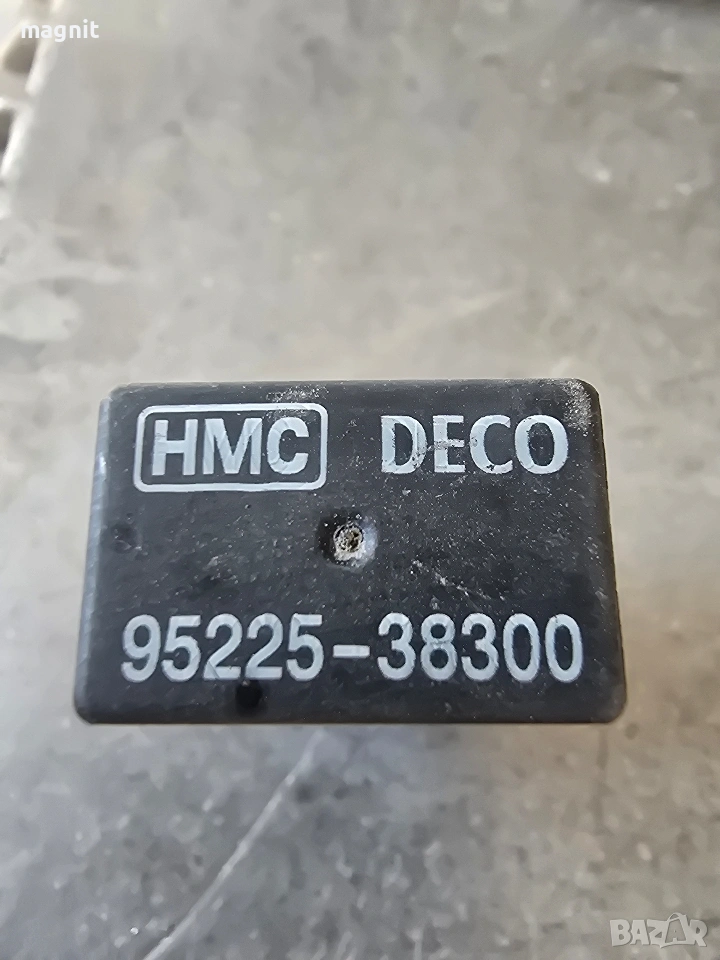 magnit
HMC DECO
95225-38300
BAZAR